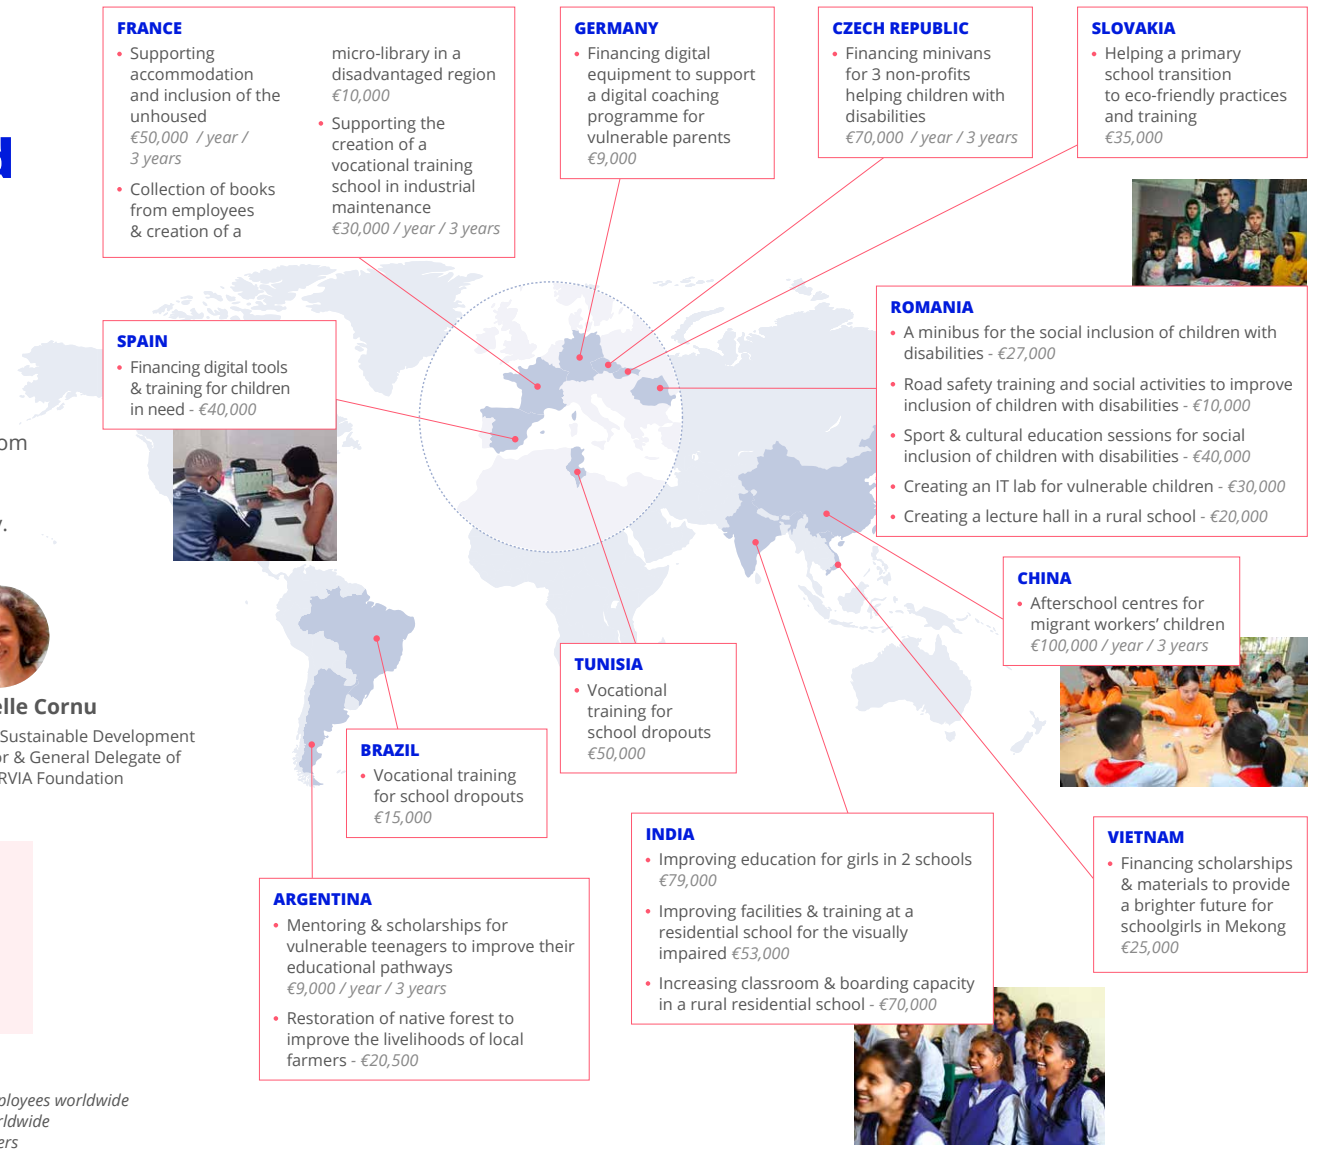 FRANCE
• Supporting
accommodation
and inclusion of the
unhoused
€50,000 / year /
3 years
• Collection of books
from employees
& creation of a
micro-library in a
disadvantaged region
€10,000
• Supporting the
creation of a
vocational training
school in industrial
maintenance
€30,000 / year / 3 years
GERMANY
• Financing digital
equipment to support
a digital coaching
programme for
vulnerable parents
€9,000
CZECH REPUBLIC
• Financing minivans
for 3 non-profits
helping children with
disabilities
€70,000 / year / 3 years
SLOVAKIA
• Helping a primary
school transition
to eco-friendly practices
and training
€35,000
SPAIN
• Financing digital tools
& training for children
in need - €40,000
ROMANIA
• A minibus for the social inclusion of children with
disabilities - €27,000
• Road safety training and social activities to improve
inclusion of children with disabilities - €10,000
• Sport & cultural education sessions for social
inclusion of children with disabilities - €40,000
• Creating an IT lab for vulnerable children - €30,000
• Creating a lecture hall in a rural school - €20,000
CHINA
• Afterschool centres for
migrant workers’ children
€100,000 / year / 3 years
om
elle Cornu
Sustainable Development
or & General Delegate of
RVIA Foundation
TUNISIA
• Vocational
training for
school dropouts
€50,000
BRAZIL
• Vocational training
for school dropouts
€15,000
INDIA
• Improving education for girls in 2 schools
€79,000
• Improving facilities & training at a
residential school for the visually
impaired €53,000
• Increasing classroom & boarding capacity
in a rural residential school - €70,000
VIETNAM
• Financing scholarships
& materials to provide
a brighter future for
schoolgirls in Mekong
€25,000
ARGENTINA
• Mentoring & scholarships for
vulnerable teenagers to improve their
educational pathways
€9,000 / year / 3 years
• Restoration of native forest to
improve the livelihoods of local
farmers - €20,500
ployees worldwide
rldwide
ers